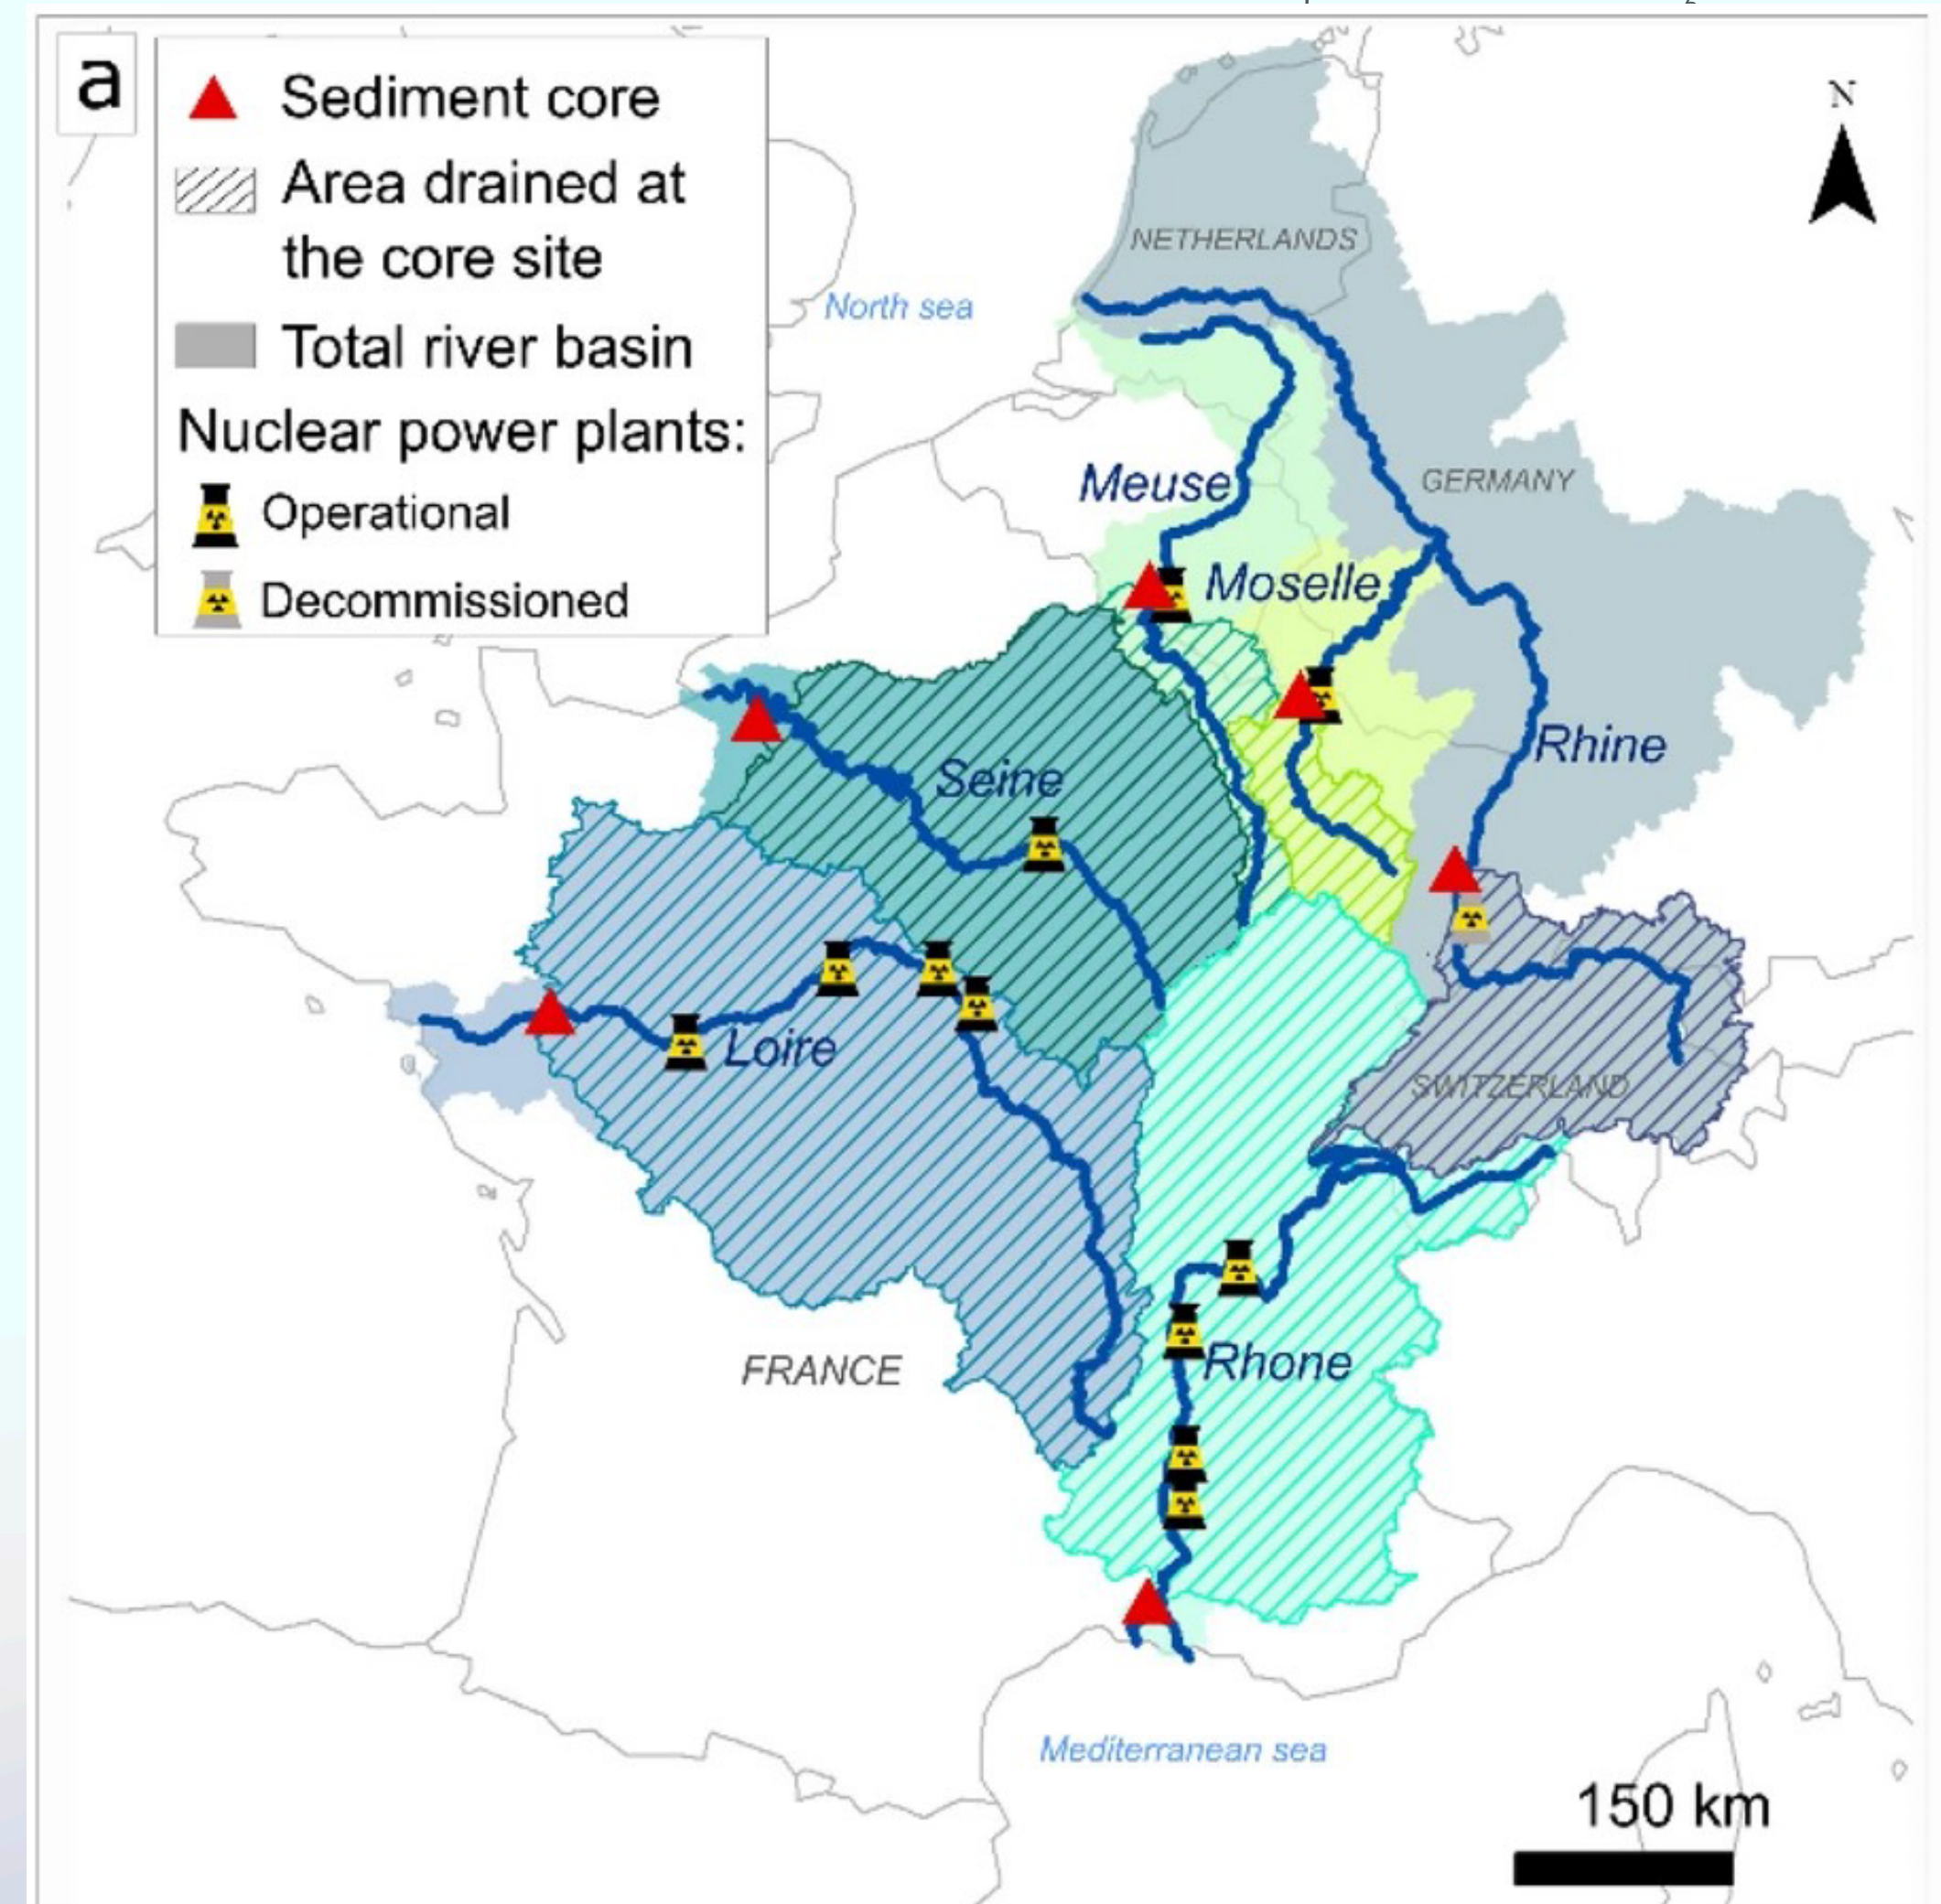 a
Sediment core
Area drained at
the core site
Total river basin
Nuclear power plants:
Operational
Decommissioned
N
NETHERLANDS
North sea
Meuse
GERMANY
Moselle
Rhine
Seine
Loire
SWITZERLAND
FRANCE
Rhone
Mediterranean sea
150 km